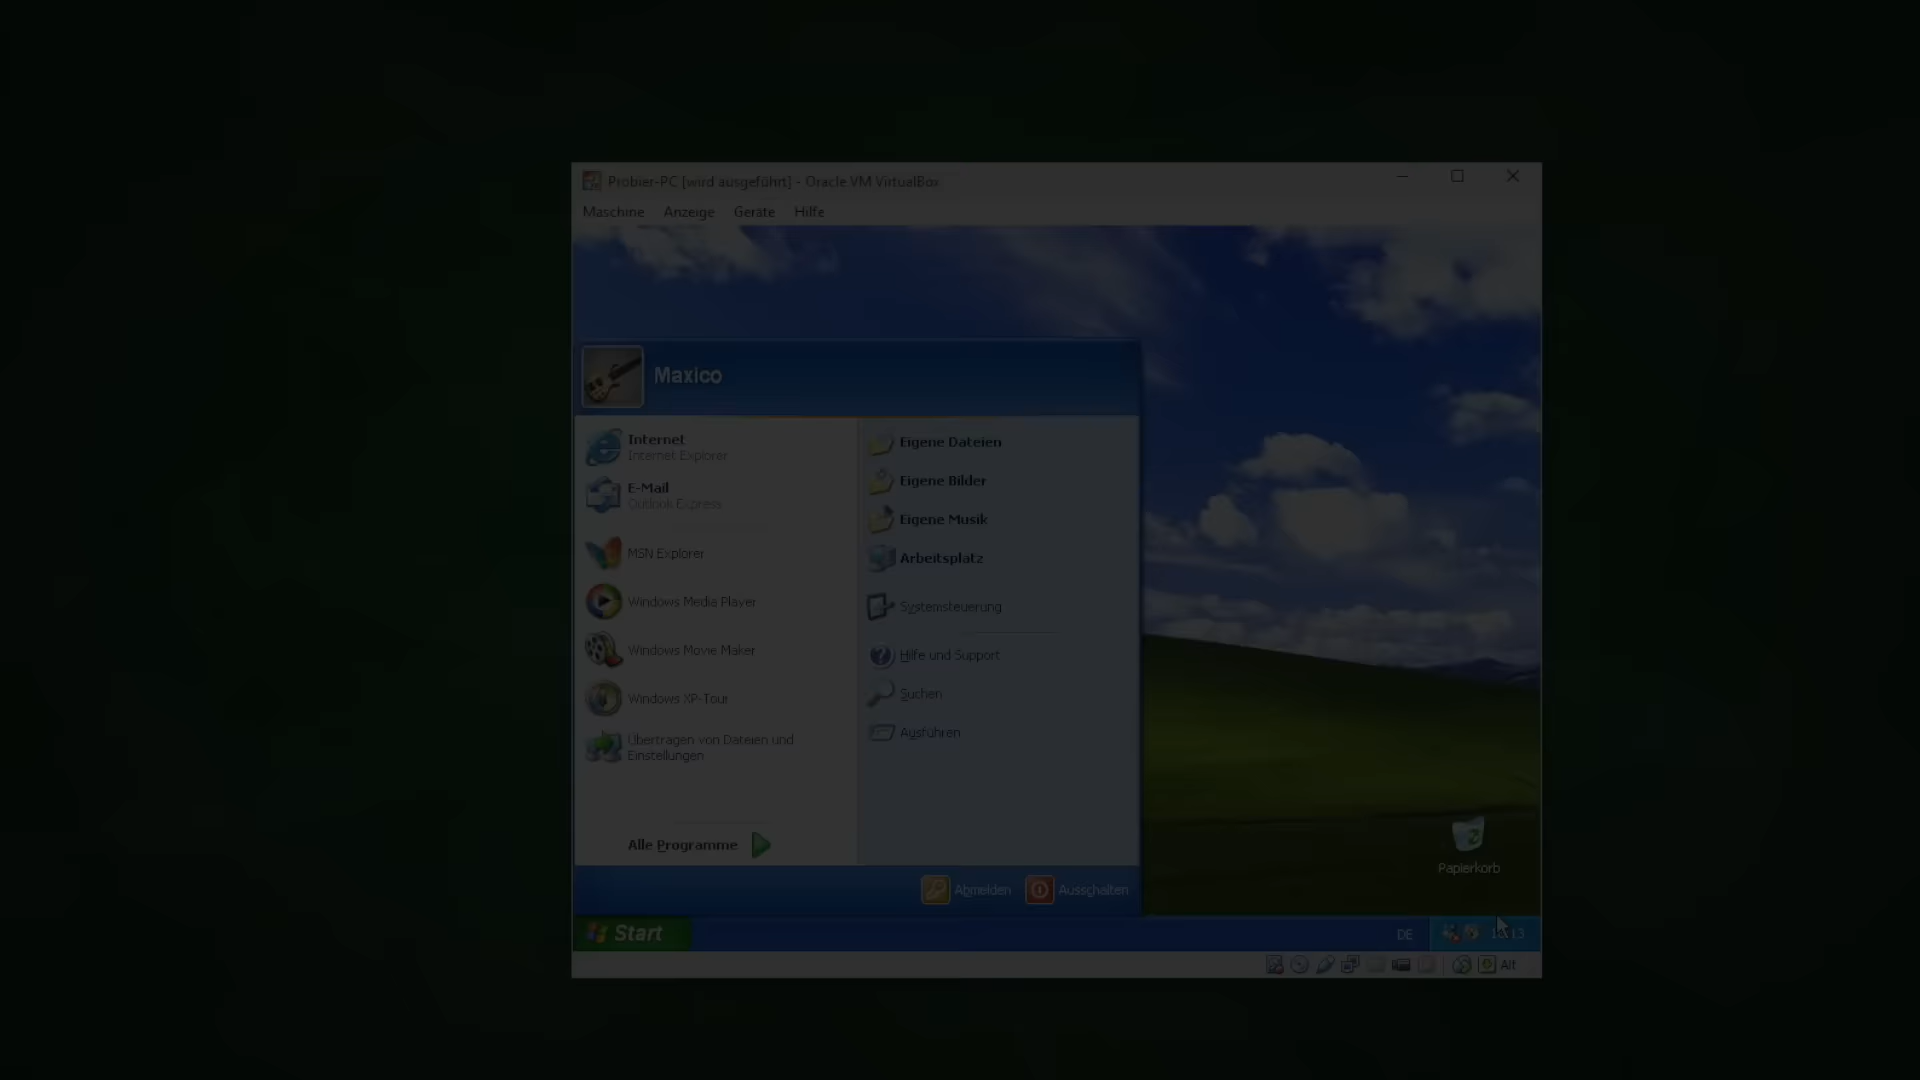 Probier-PC [wird ausgeführt] - Oracle VM VirtualBox
Maschine Anzeige Geräte Hilfe
Maxico
Internet
Internet Explorer
E-Mail
Outlook Express
MSN Explorer
Windows Media Player
Windows Movie Maker
Windows XP-Tour
Übertragen von Dateien und
Einstellungen
Alle Programme
Eigene Dateien
Eigene Bilder
Eigene Musik
Arbeitsplatz
Systemsteuerung
Hilfe und Support
Suchen
Ausführen
Abmelden Ausschalten
Papierkorb
Start
DE
Alt